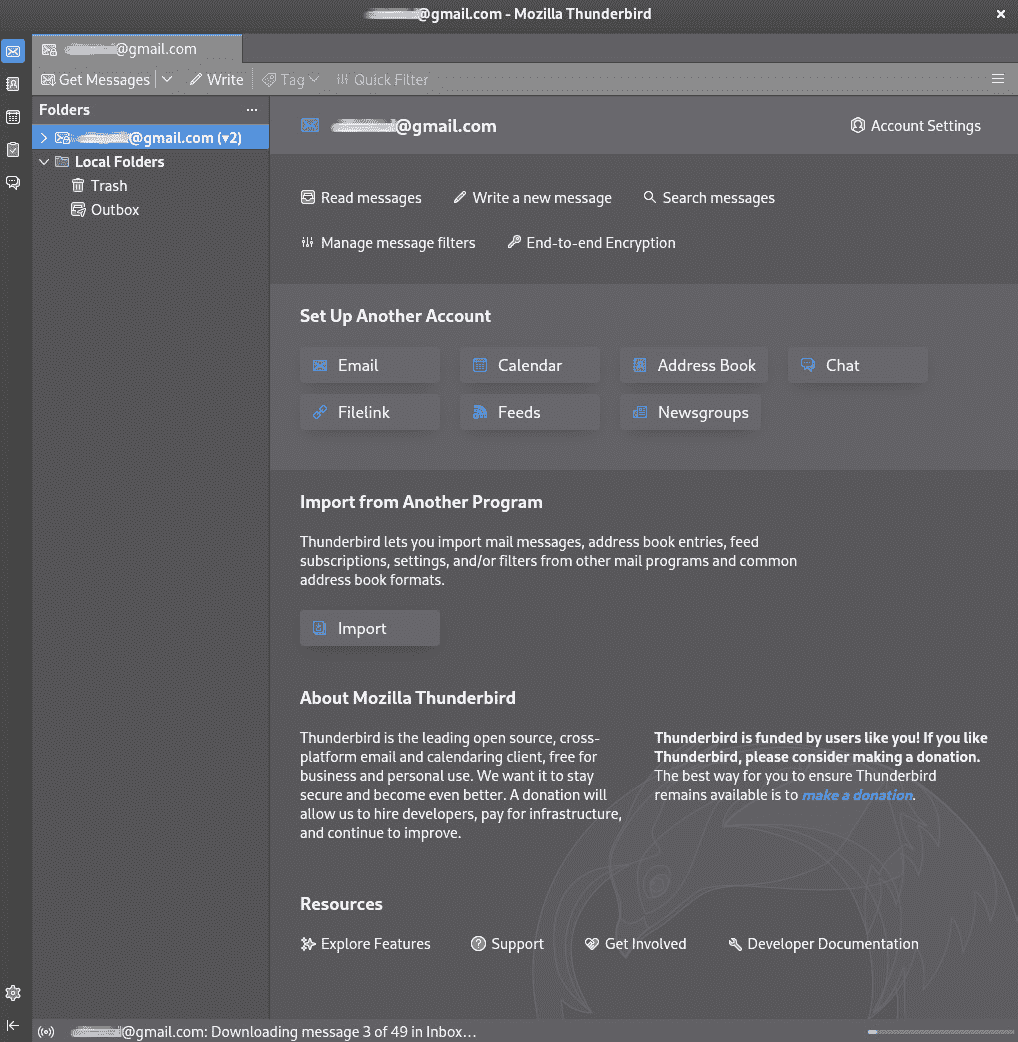 @gmail.com - Mozilla Thunderbird
@gmail.com
Get Messages Write Tag Quick Filter
Folders
@gmail.com (▾2)
Local Folders
Trash
Outbox
@gmail.com
Account Settings
Read messages Write a new message Search messages
Manage message filters End-to-end Encryption
Set Up Another Account
Email Calendar Address Book Chat
Filelink Feeds Newsgroups
Import from Another Program
Thunderbird lets you import mail messages, address book entries, feed
subscriptions, settings, and/or filters from other mail programs and common
address book formats.
Import
About Mozilla Thunderbird
Thunderbird is the leading open source, cross-
platform email and calendaring client, free for
business and personal use. We want it to stay
secure and become even better. A donation will
allow us to hire developers, pay for infrastructure,
and continue to improve.
Thunderbird is funded by users like you! If you like
Thunderbird, please consider making a donation.
The best way for you to ensure Thunderbird
remains available is to make a donation.
Resources
Explore Features Support Get Involved Developer Documentation
@gmail.com: Downloading message 3 of 49 in Inbox…